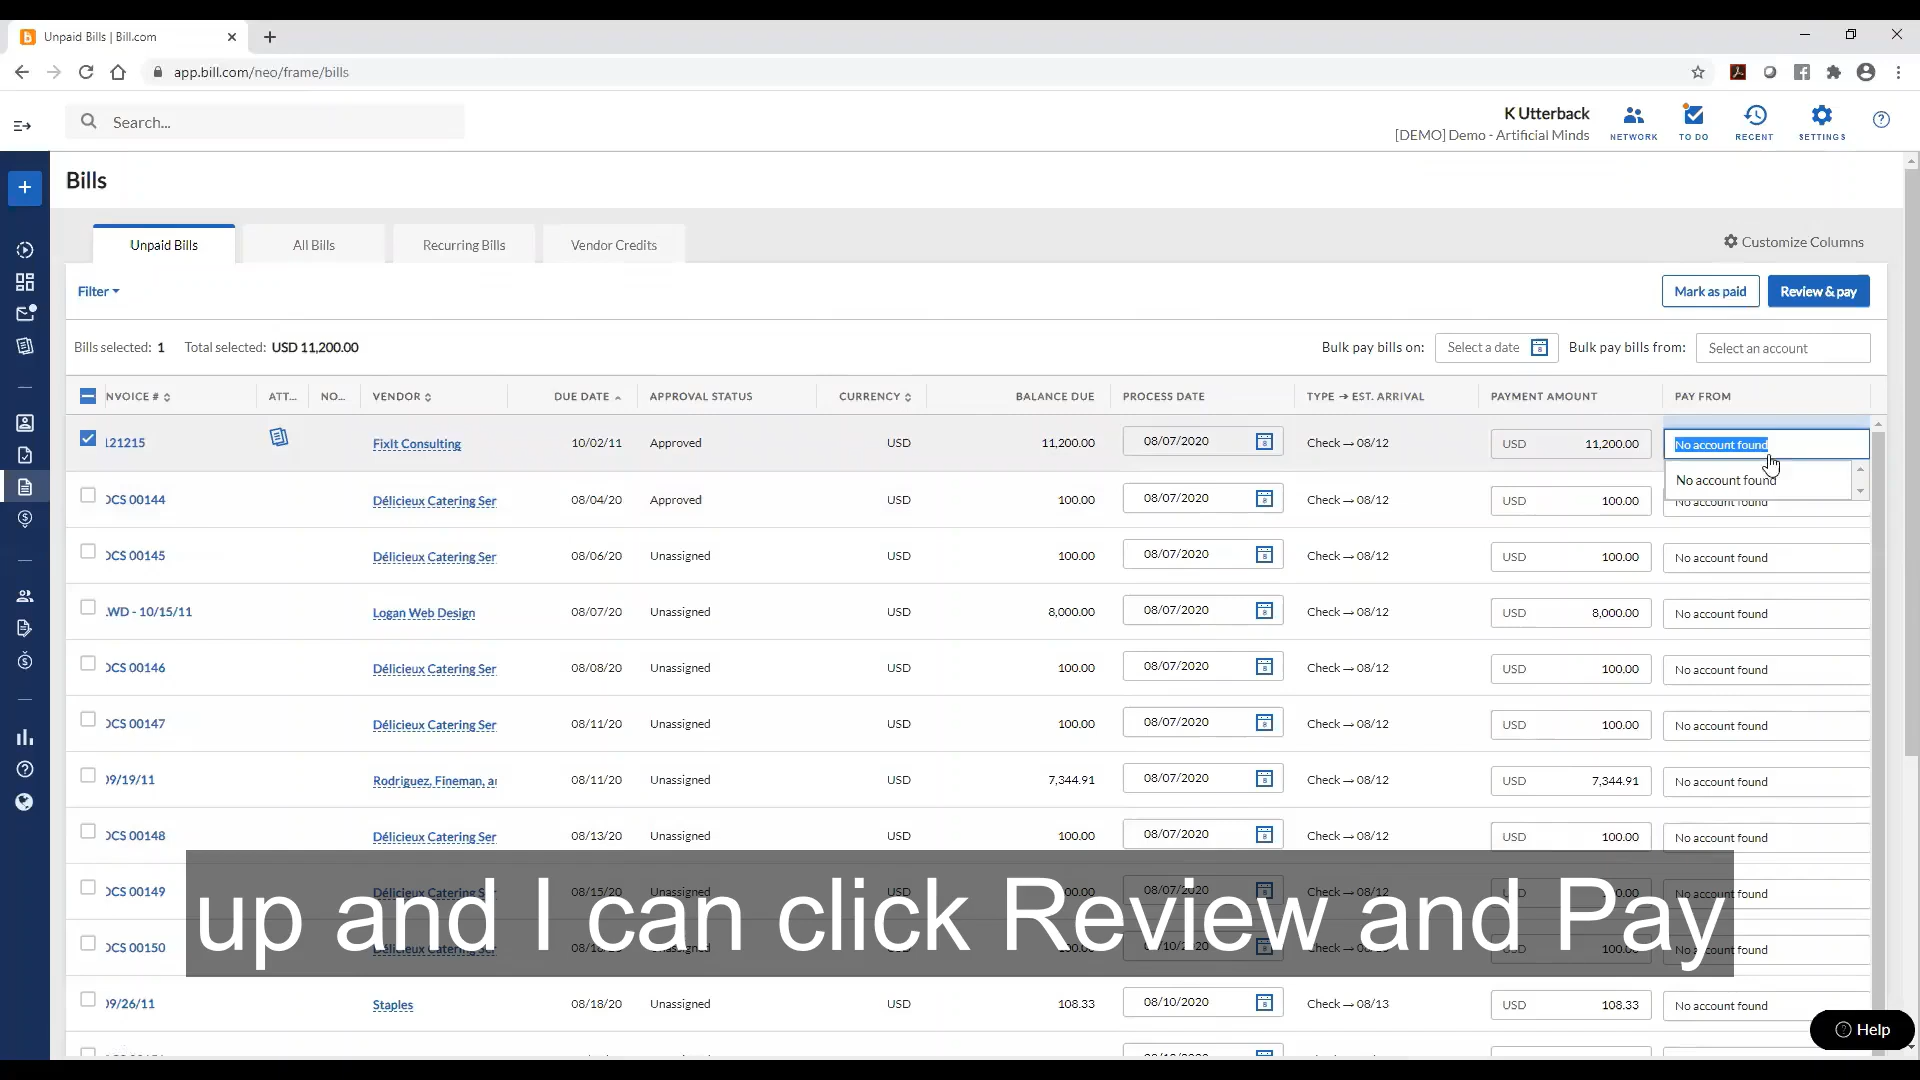 Unpaid Bills | Bill.com
app.bill.com/neo/frame/bills
Search...
K Utterback
[DEMO] Demo - Artificial Minds
NETWORK
TO DO
RECENT
SETTINGS
Bills
Unpaid Bills
All Bills
Recurring Bills
Vendor Credits
Customize Columns
Filter
Mark as paid
Review & pay
Bills selected: 1 Total selected: USD 11,200.00
Bulk pay bills on: Select a date Bulk pay bills from: Select an account
NVOICE # ATT... NO... VENDOR DUE DATE APPROVAL STATUS CURRENCY BALANCE DUE PROCESS DATE TYPE → EST. ARRIVAL PAYMENT AMOUNT PAY FROM
121215 FixIt Consulting 10/02/11 Approved USD 11,200.00 08/07/2020 Check → 08/12 USD 11,200.00 No account found
No account found
DCS 00144 Délicieux Catering Ser 08/04/20 Approved USD 100.00 08/07/2020 Check → 08/12 USD 100.00 No account found
DCS 00145 Délicieux Catering Ser 08/06/20 Unassigned USD 100.00 08/07/2020 Check → 08/12 USD 100.00 No account found
.WD - 10/15/11 Logan Web Design 08/07/20 Unassigned USD 8,000.00 08/07/2020 Check → 08/12 USD 8,000.00 No account found
DCS 00146 Délicieux Catering Ser 08/08/20 Unassigned USD 100.00 08/07/2020 Check → 08/12 USD 100.00 No account found
DCS 00147 Délicieux Catering Ser 08/11/20 Unassigned USD 100.00 08/07/2020 Check → 08/12 USD 100.00 No account found
09/19/11 Rodriguez, Fineman, ar 08/11/20 Unassigned USD 7,344.91 08/07/2020 Check → 08/12 USD 7,344.91 No account found
DCS 00148 Délicieux Catering Ser 08/13/20 Unassigned USD 100.00 08/07/2020 Check → 08/12 USD 100.00 No account found
DCS 00149 Délicieux Catering S 08/15/20 Unassigned USD 08/07/2020 Check → 08/12
up and I can click Review and Pay
DCS 00150
09/26/11 Staples 08/18/20 Unassigned USD 108.33 08/10/2020 Check → 08/13 USD 108.33 No account found
Help